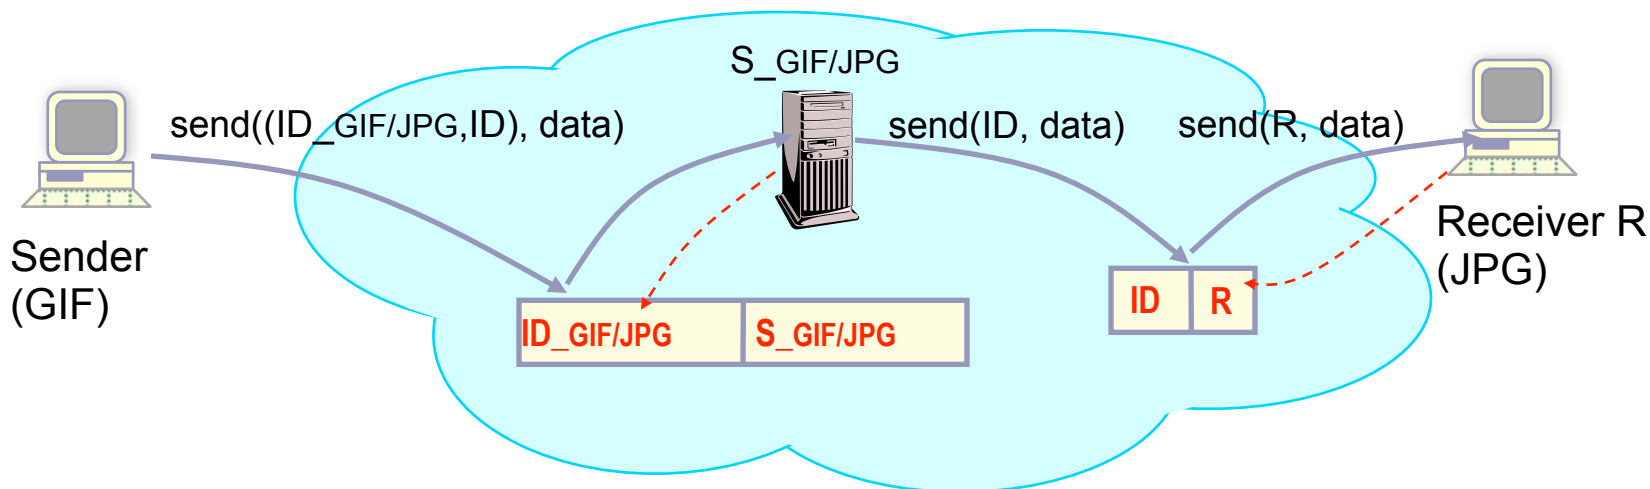 S_GIF/JPG
send((ID_GIF/JPG,ID), data)
send(ID, data)
send(R, data)
Sender
(GIF)
Receiver R
(JPG)
ID_GIF/JPG
S_GIF/JPG
ID
R